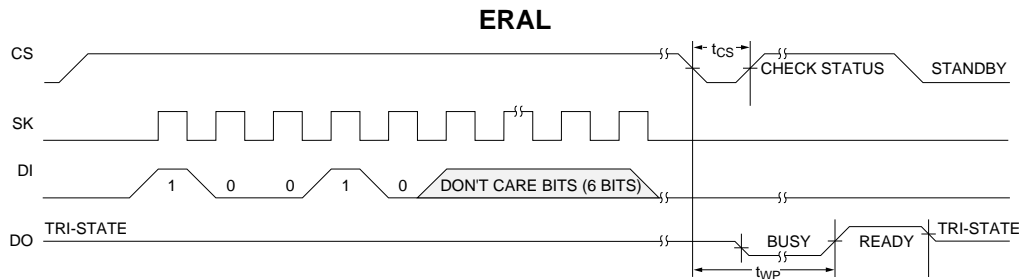 ERAL
CS
tCS
CHECK STATUS
STANDBY
SK
DI
1 0 0 1 0 DON'T CARE BITS (6 BITS)
DO
TRI-STATE
BUSY
READY
TRI-STATE
tWP